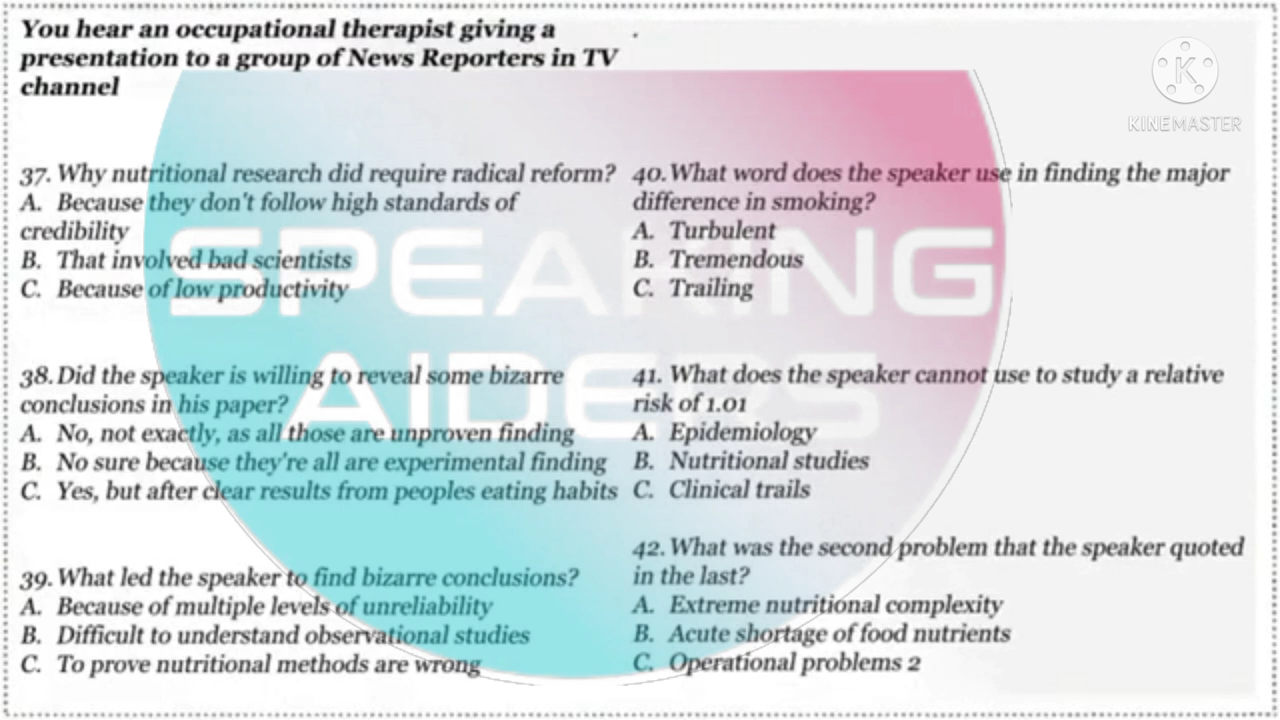 You hear an occupational therapist giving a
presentation to a group of News Reporters in TV
channel
37. Why nutritional research did require radical reform?
A. Because they don't follow high standards of
credibility
B. That involved bad scientists
C. Because of low productivity
38. Did the speaker is willing to reveal some bizarre
conclusions in his paper?
A. No, not exactly, as all those are unproven finding
B. No sure because they're all are experimental finding
C. Yes, but after clear results from peoples eating habits
39. What led the speaker to find bizarre conclusions?
A. Because of multiple levels of unreliability
B. Difficult to understand observational studies
C. To prove nutritional methods are wrong
.
40. What word does the speaker use in finding the major
difference in smoking?
A. Turbulent
B. Tremendous
C. Trailing
41. What does the speaker cannot use to study a relative
risk of 1.01
A. Epidemiology
B. Nutritional studies
C. Clinical trails
42. What was the second problem that the speaker quoted
in the last?
A. Extreme nutritional complexity
B. Acute shortage of food nutrients
C. Operational problems 2
SPEAKING
AIDERS
K
KINEMASTER